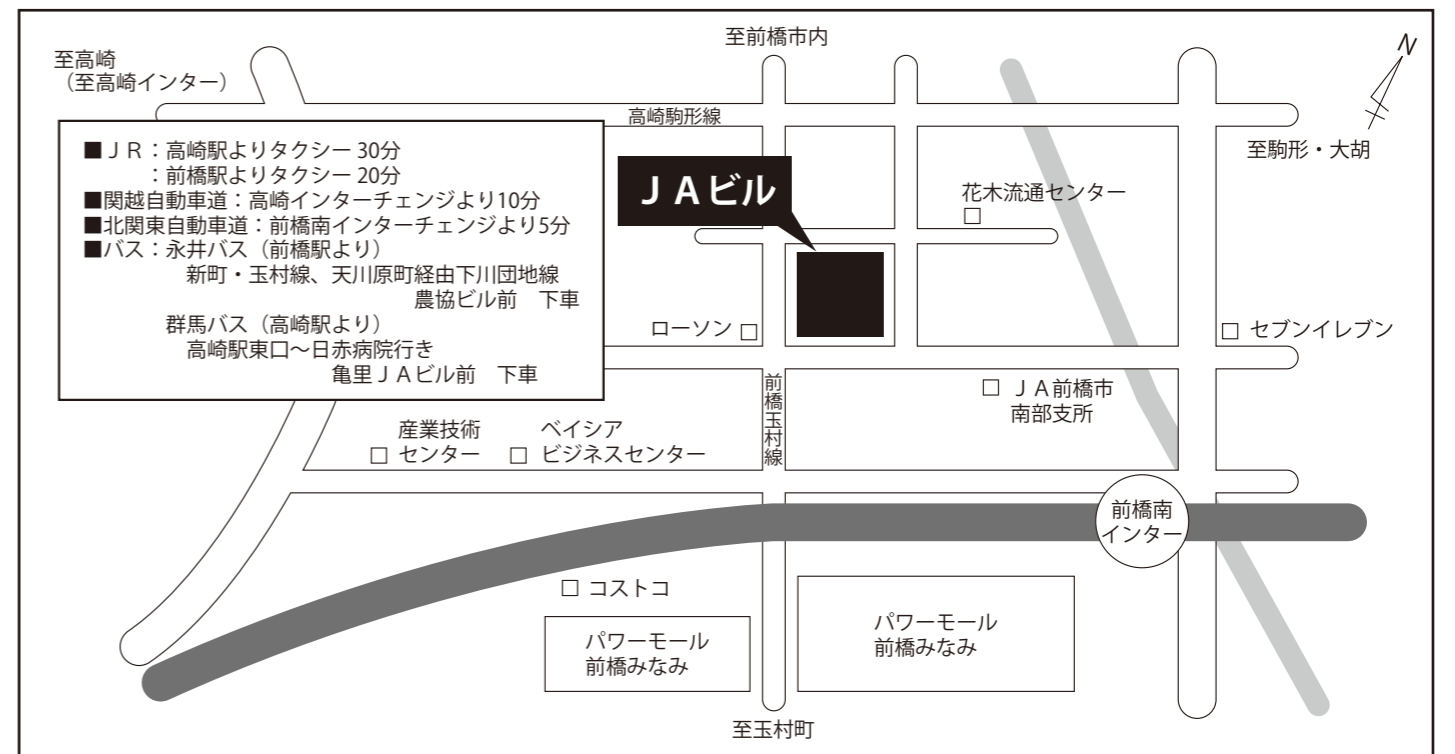 至前橋市内
至高崎
(至高崎インター)
N
高崎駒形線
至駒形・大胡
■ＪＲ：高崎駅よりタクシー 30分
：前橋駅よりタクシー 20分
■関越自動車道：高崎インターチェンジより10分
■北関東自動車道：前橋南インターチェンジより5分
■バス：永井バス（前橋駅より）
新町・玉村線、天川原町経由下川団地線
農協ビル前　下車
群馬バス（高崎駅より）
高崎駅東口〜日赤病院行き
亀里ＪＡビル前　下車
ＪＡビル
花木流通センター
ローソン
セブンイレブン
前橋玉村線
ＪＡ前橋市
南部支所
産業技術
センター
ベイシア
ビジネスセンター
前橋南
インター
コストコ
パワーモール
前橋みなみ
パワーモール
前橋みなみ
至玉村町